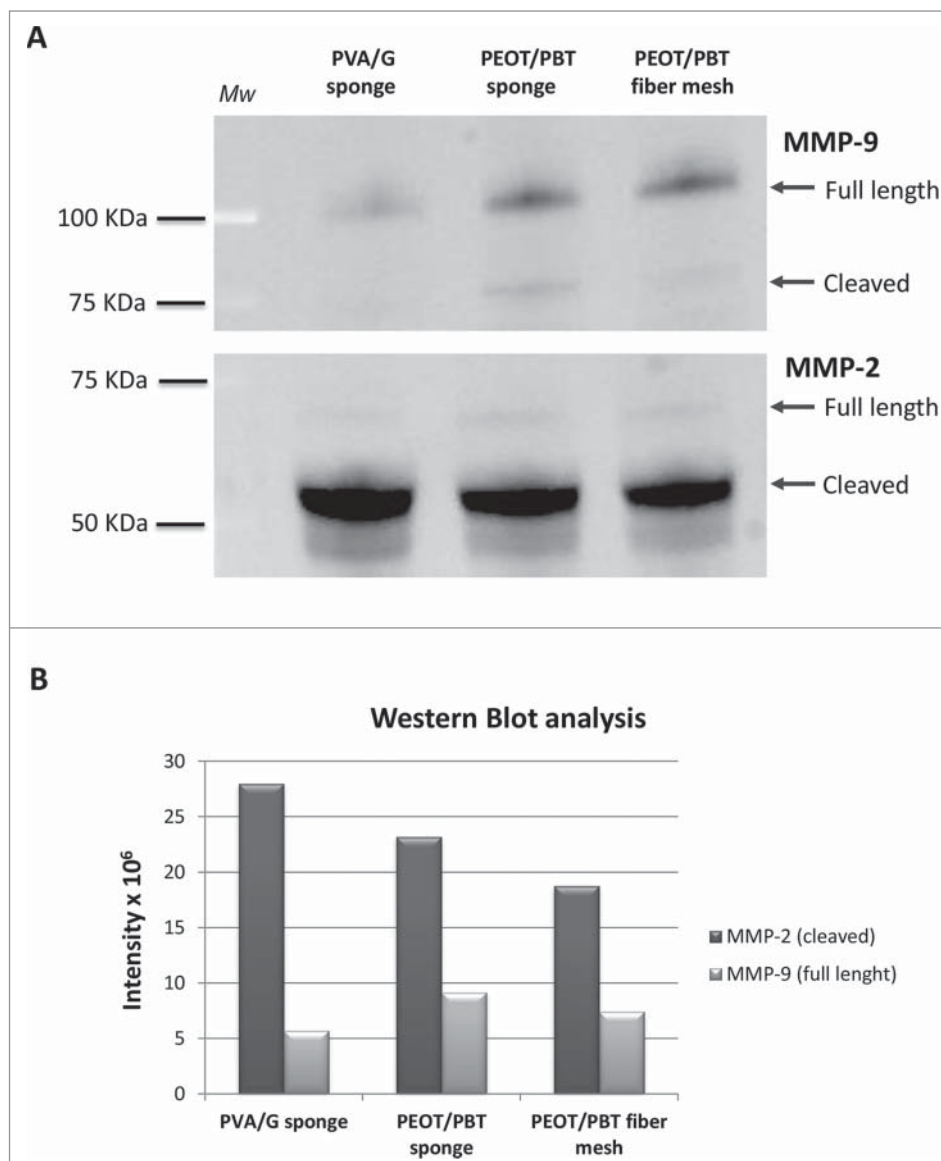 A
Mw
PVA/G
sponge
PEOT/PBT
sponge
PEOT/PBT
fiber mesh
MMP-9
Full length
100 KDa
Cleaved
75 KDa
MMP-2
75 KDa
Full length
Cleaved
50 KDa
B
Western Blot analysis
Intensity x 10⁶
30
25
20
15
10
5
0
MMP-2 (cleaved)
MMP-9 (full lenght)
PVA/G sponge
PEOT/PBT
sponge
PEOT/PBT fiber
mesh